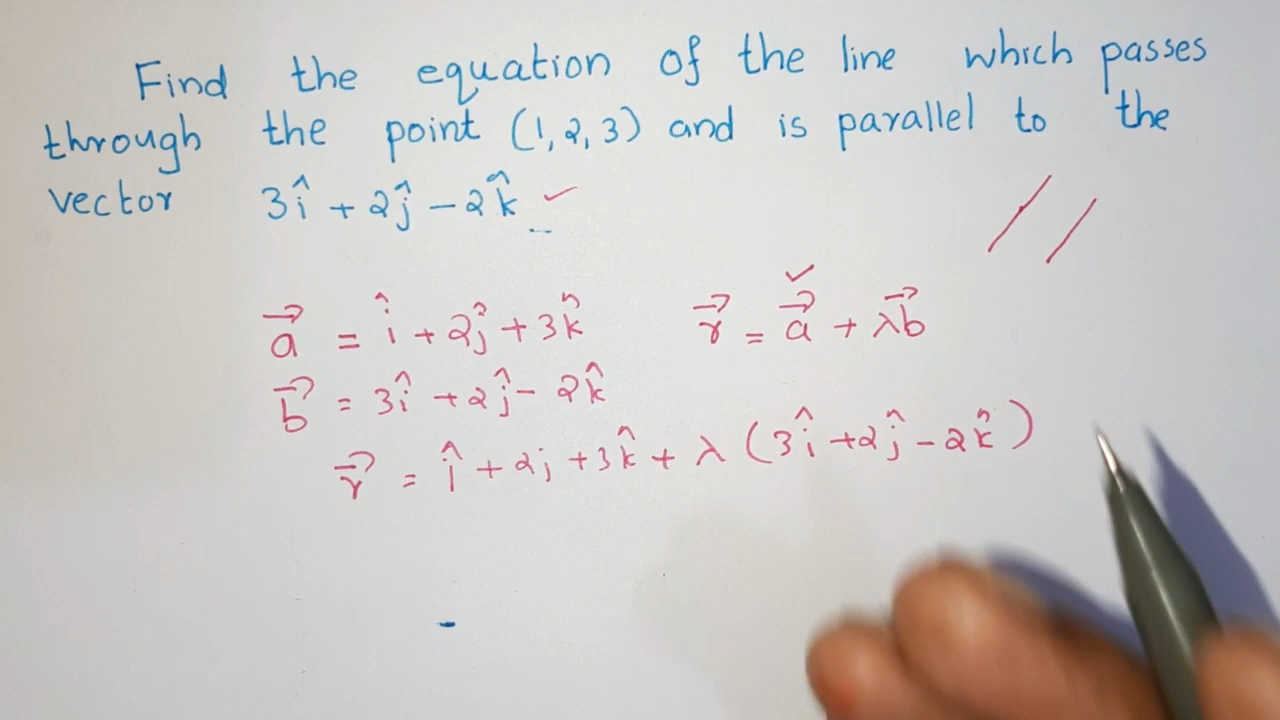 Find the equation of the line which passes
through the point (1, 2, 3) and is parallel to the
vector 3î + 2ĵ - 2k̂ ✓
a⃗ = î + 2ĵ + 3k̂ r⃗ = a⃗ + λb⃗
b⃗ = 3î + 2ĵ - 2k̂
r⃗ = î + 2j + 3k̂ + λ (3î + 2ĵ - 2k̂)